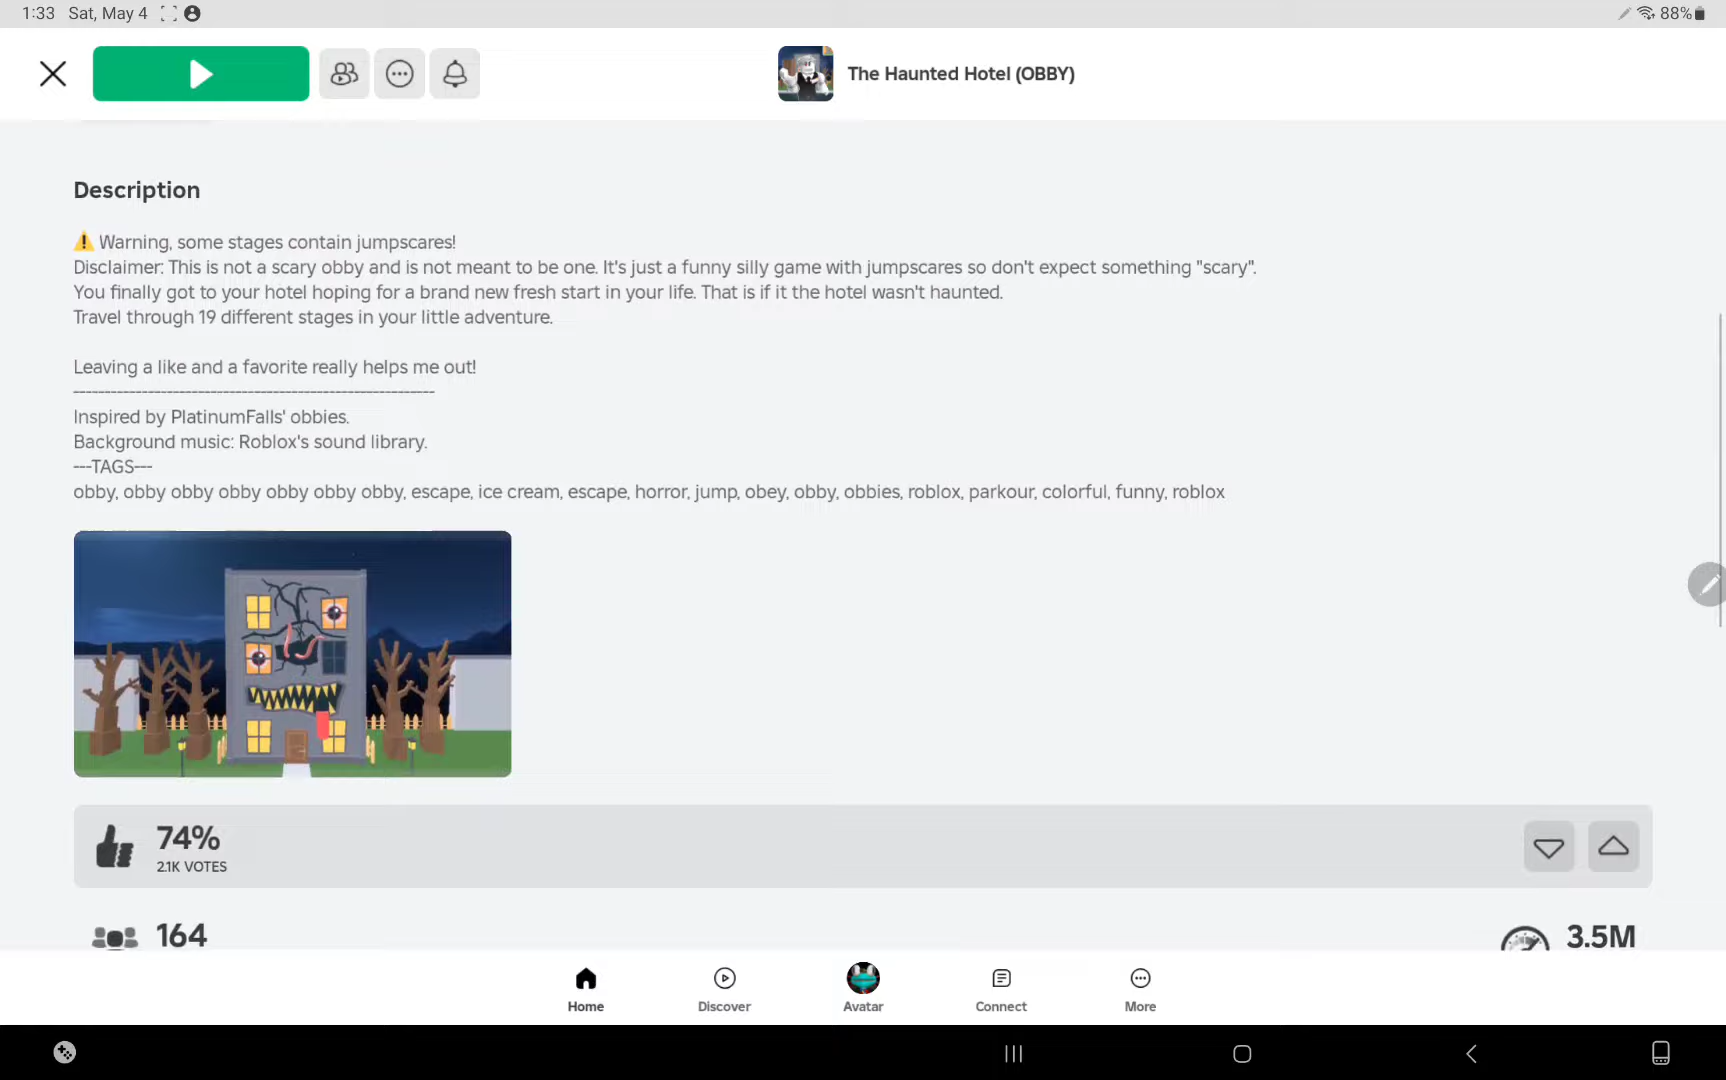 1:33 Sat, May 4 88%
The Haunted Hotel (OBBY)
Description
⚠️ Warning, some stages contain jumpscares!
Disclaimer: This is not a scary obby and is not meant to be one. It's just a funny silly game with jumpscares so don't expect something "scary".
You finally got to your hotel hoping for a brand new fresh start in your life. That is if it the hotel wasn't haunted.
Travel through 19 different stages in your little adventure.
Leaving a like and a favorite really helps me out!
----------------------------------------------------------
Inspired by PlatinumFalls' obbies.
Background music: Roblox's sound library.
---TAGS---
obby, obby obby obby obby obby obby, escape, ice cream, escape, horror, jump, obey, obby, obbies, roblox, parkour, colorful, funny, roblox
74%
2.1K VOTES
164 3.5M
Home Discover Avatar Connect More